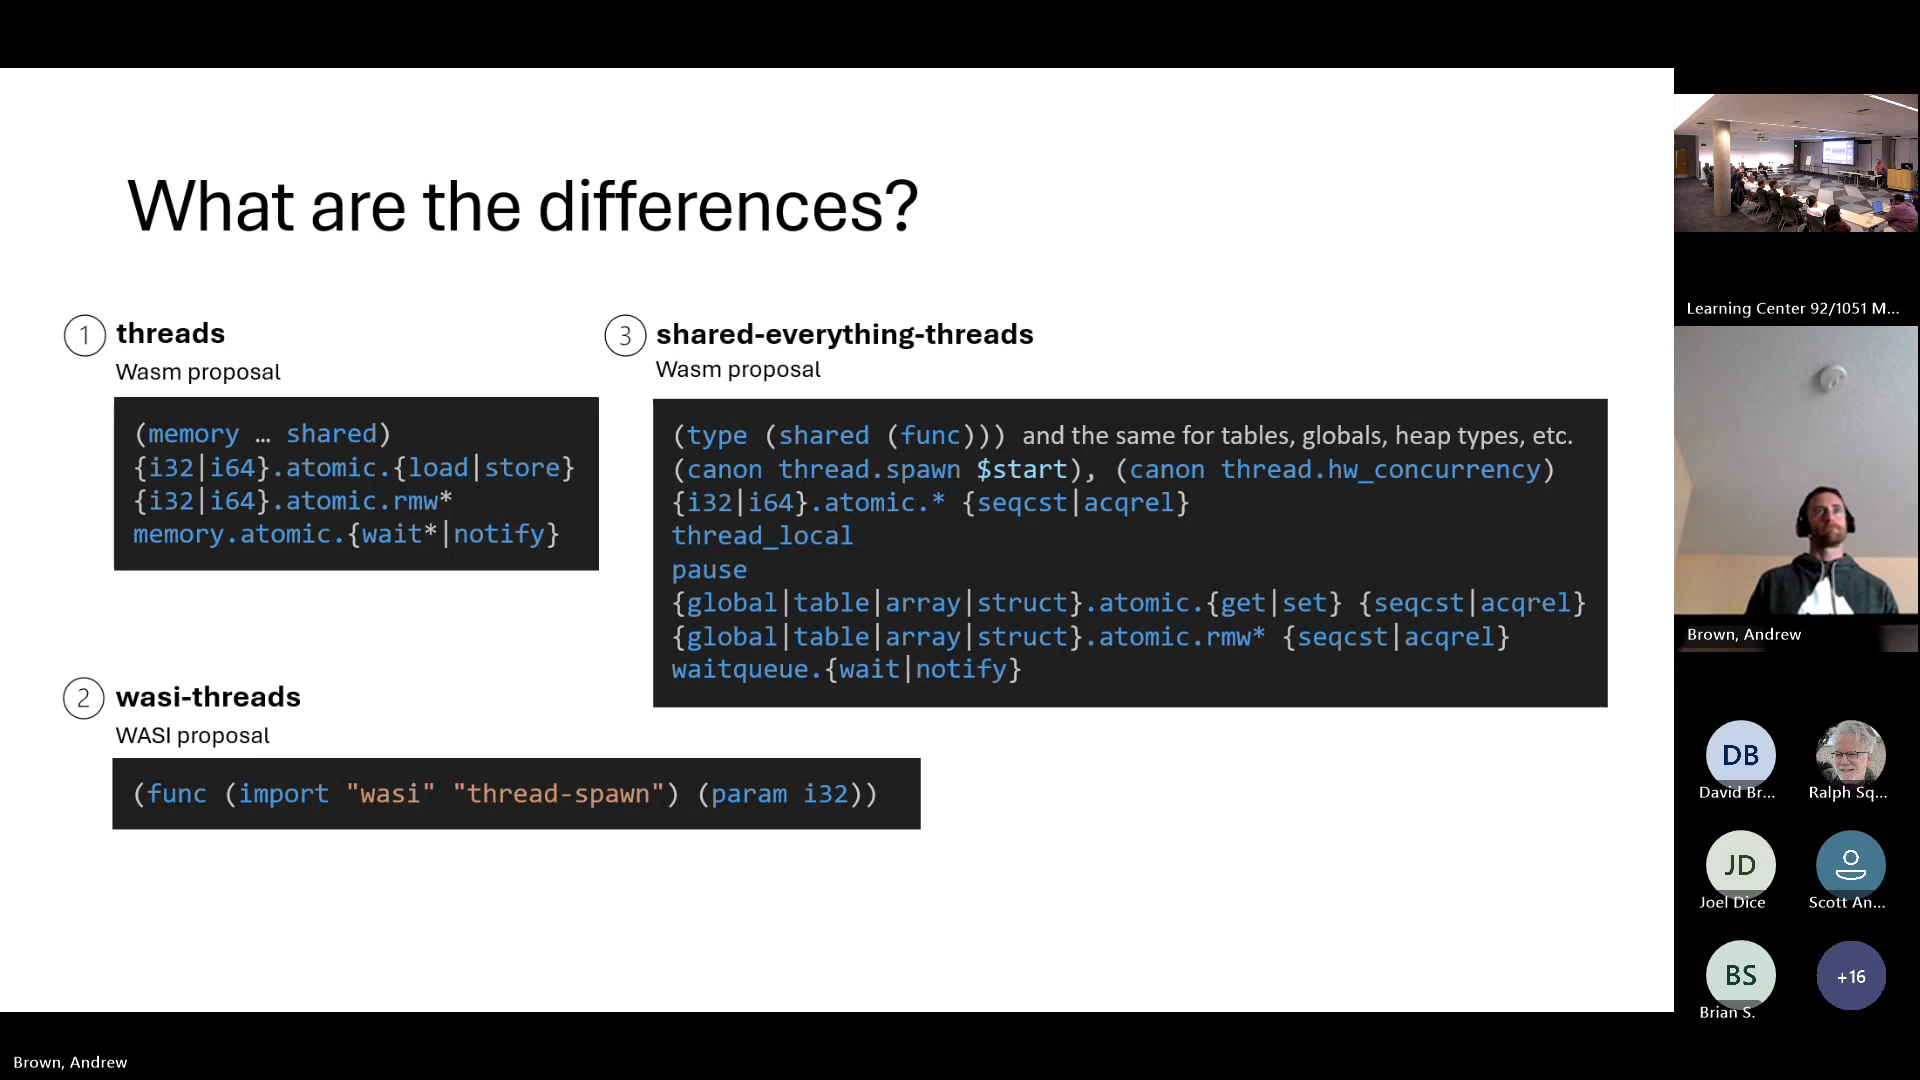 What are the differences?
1 threads
Wasm proposal
(memory … shared)
{i32|i64}.atomic.{load|store}
{i32|i64}.atomic.rmw*
memory.atomic.{wait*|notify}
2 wasi-threads
WASI proposal
(func (import "wasi" "thread-spawn") (param i32))
3 shared-everything-threads
Wasm proposal
(type (shared (func))) and the same for tables, globals, heap types, etc.
(canon thread.spawn $start), (canon thread.hw_concurrency)
{i32|i64}.atomic.* {seqcst|acqrel}
thread_local
pause
{global|table|array|struct}.atomic.{get|set} {seqcst|acqrel}
{global|table|array|struct}.atomic.rmw* {seqcst|acqrel}
waitqueue.{wait|notify}
Learning Center 92/1051 M...
Brown, Andrew
DB
David Br...
Ralph Sq...
JD
Joel Dice
Scott An...
BS
Brian S.
+16
Brown, Andrew